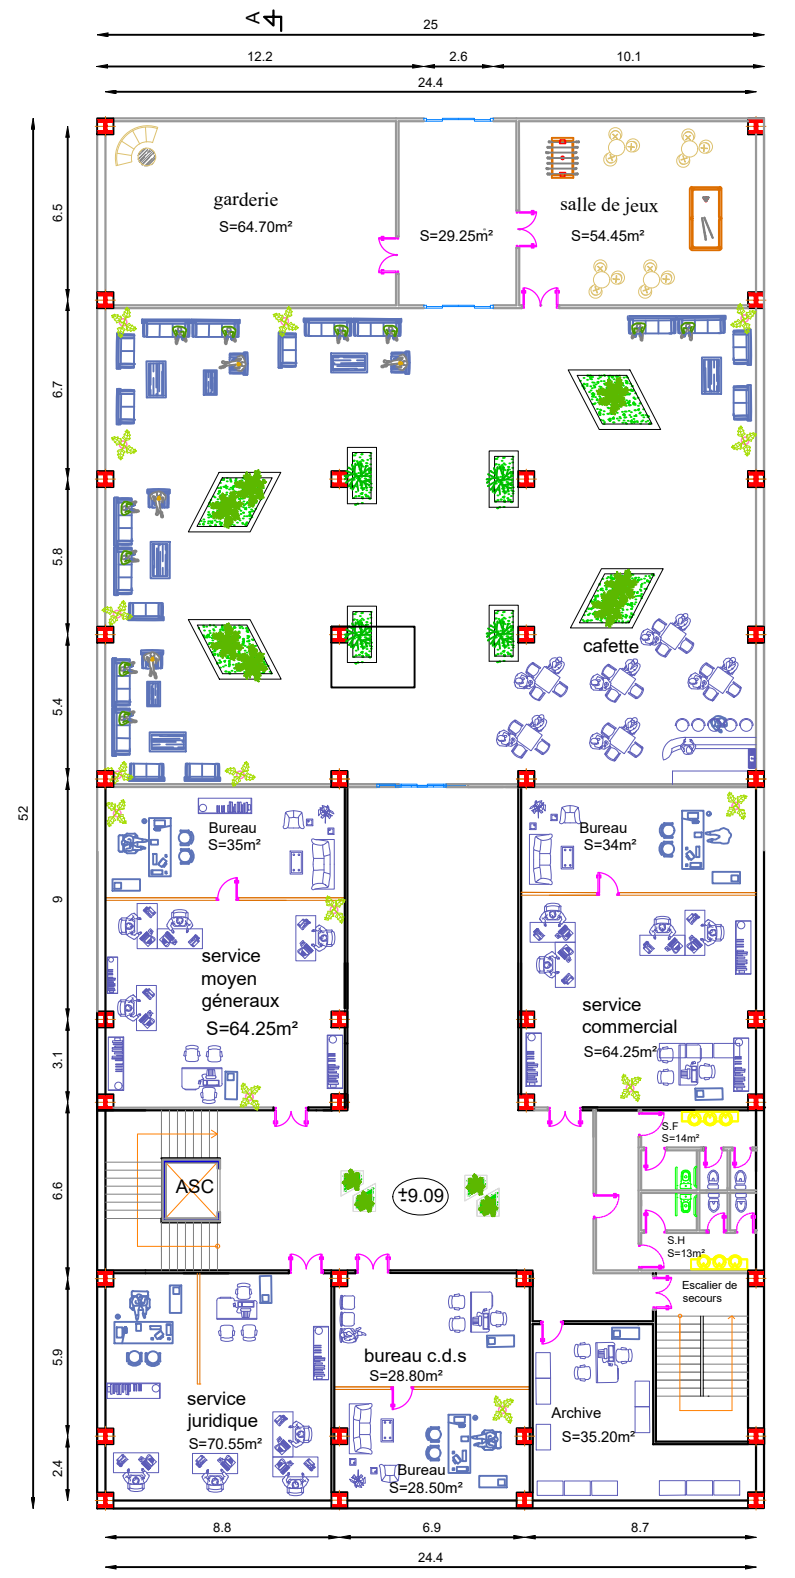 A
25
12.2
2.6
10.1
24.4
6.5
garderie
S=64.70m²
S=29.25m²
salle de jeux
S=54.45m²
6.7
5.8
5.4
cafette
52
9
Bureau
S=35m²
Bureau
S=34m²
service
moyen
géneraux
S=64.25m²
service
commercial
S=64.25m²
3.1
6.6
ASC
±9.09
S.F
S=14m²
S.H
S=13m²
Escalier de
secours
5.9
bureau c.d.s
S=28.80m²
service
juridique
S=70.55m²
Archive
S=35.20m²
2.4
Bureau
S=28.50m²
8.8
6.9
8.7
24.4